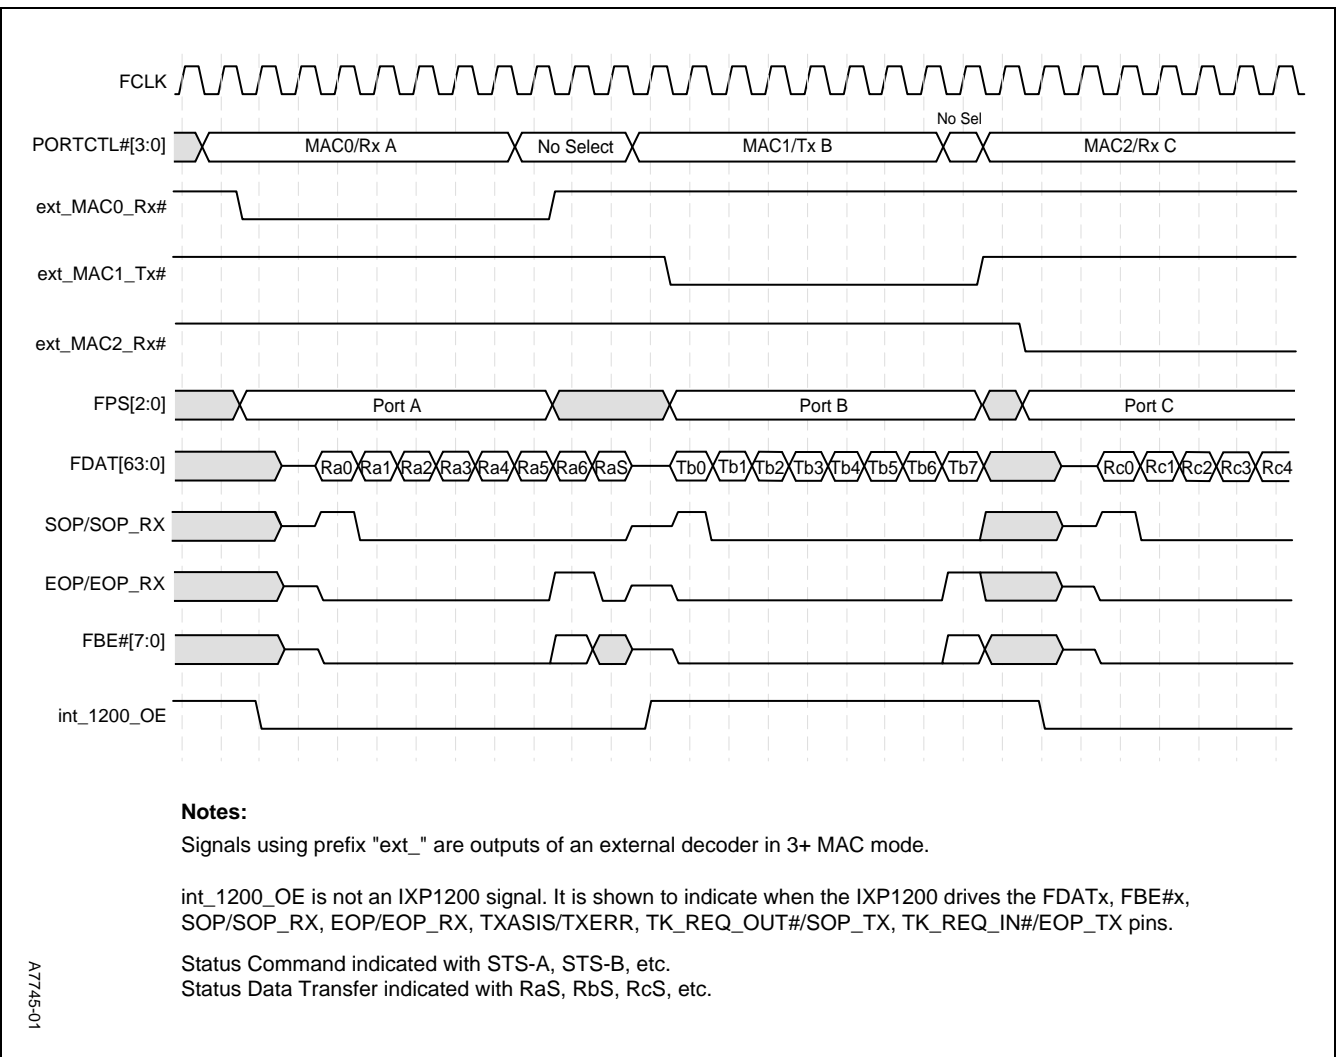 FCLK
No Sel
PORTCTL#[3:0] MAC0/Rx A No Select MAC1/Tx B MAC2/Rx C
ext_MAC0_Rx#
ext_MAC1_Tx#
ext_MAC2_Rx#
FPS[2:0] Port A Port B Port C
FDAT[63:0] Ra0 Ra1 Ra2 Ra3 Ra4 Ra5 Ra6 RaS Tb0 Tb1 Tb2 Tb3 Tb4 Tb5 Tb6 Tb7 Rc0 Rc1 Rc2 Rc3 Rc4
SOP/SOP_RX
EOP/EOP_RX
FBE#[7:0]
int_1200_OE
Notes:
Signals using prefix "ext_" are outputs of an external decoder in 3+ MAC mode.
int_1200_OE is not an IXP1200 signal. It is shown to indicate when the IXP1200 drives the FDATx, FBE#x,
SOP/SOP_RX, EOP/EOP_RX, TXASIS/TXERR, TK_REQ_OUT#/SOP_TX, TK_REQ_IN#/EOP_TX pins.
Status Command indicated with STS-A, STS-B, etc.
Status Data Transfer indicated with RaS, RbS, RcS, etc.
A7745-01